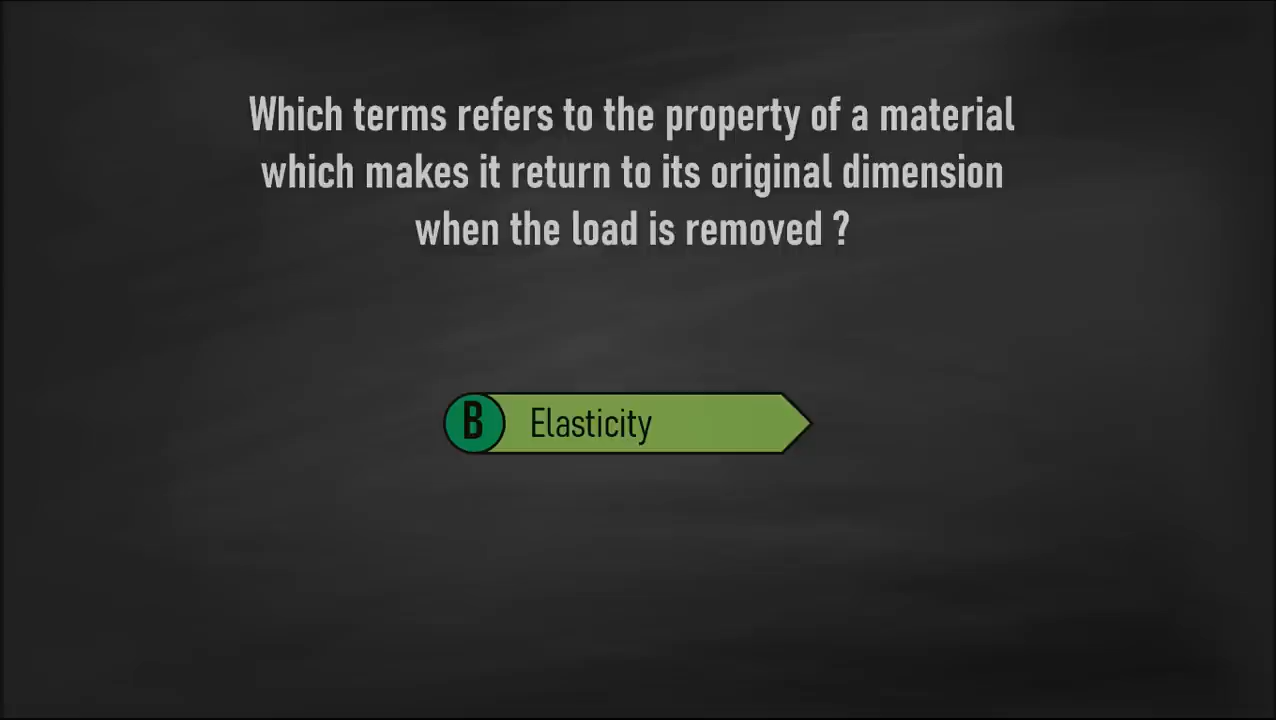 Which terms refers to the property of a material
which makes it return to its original dimension
when the load is removed ?
B Elasticity